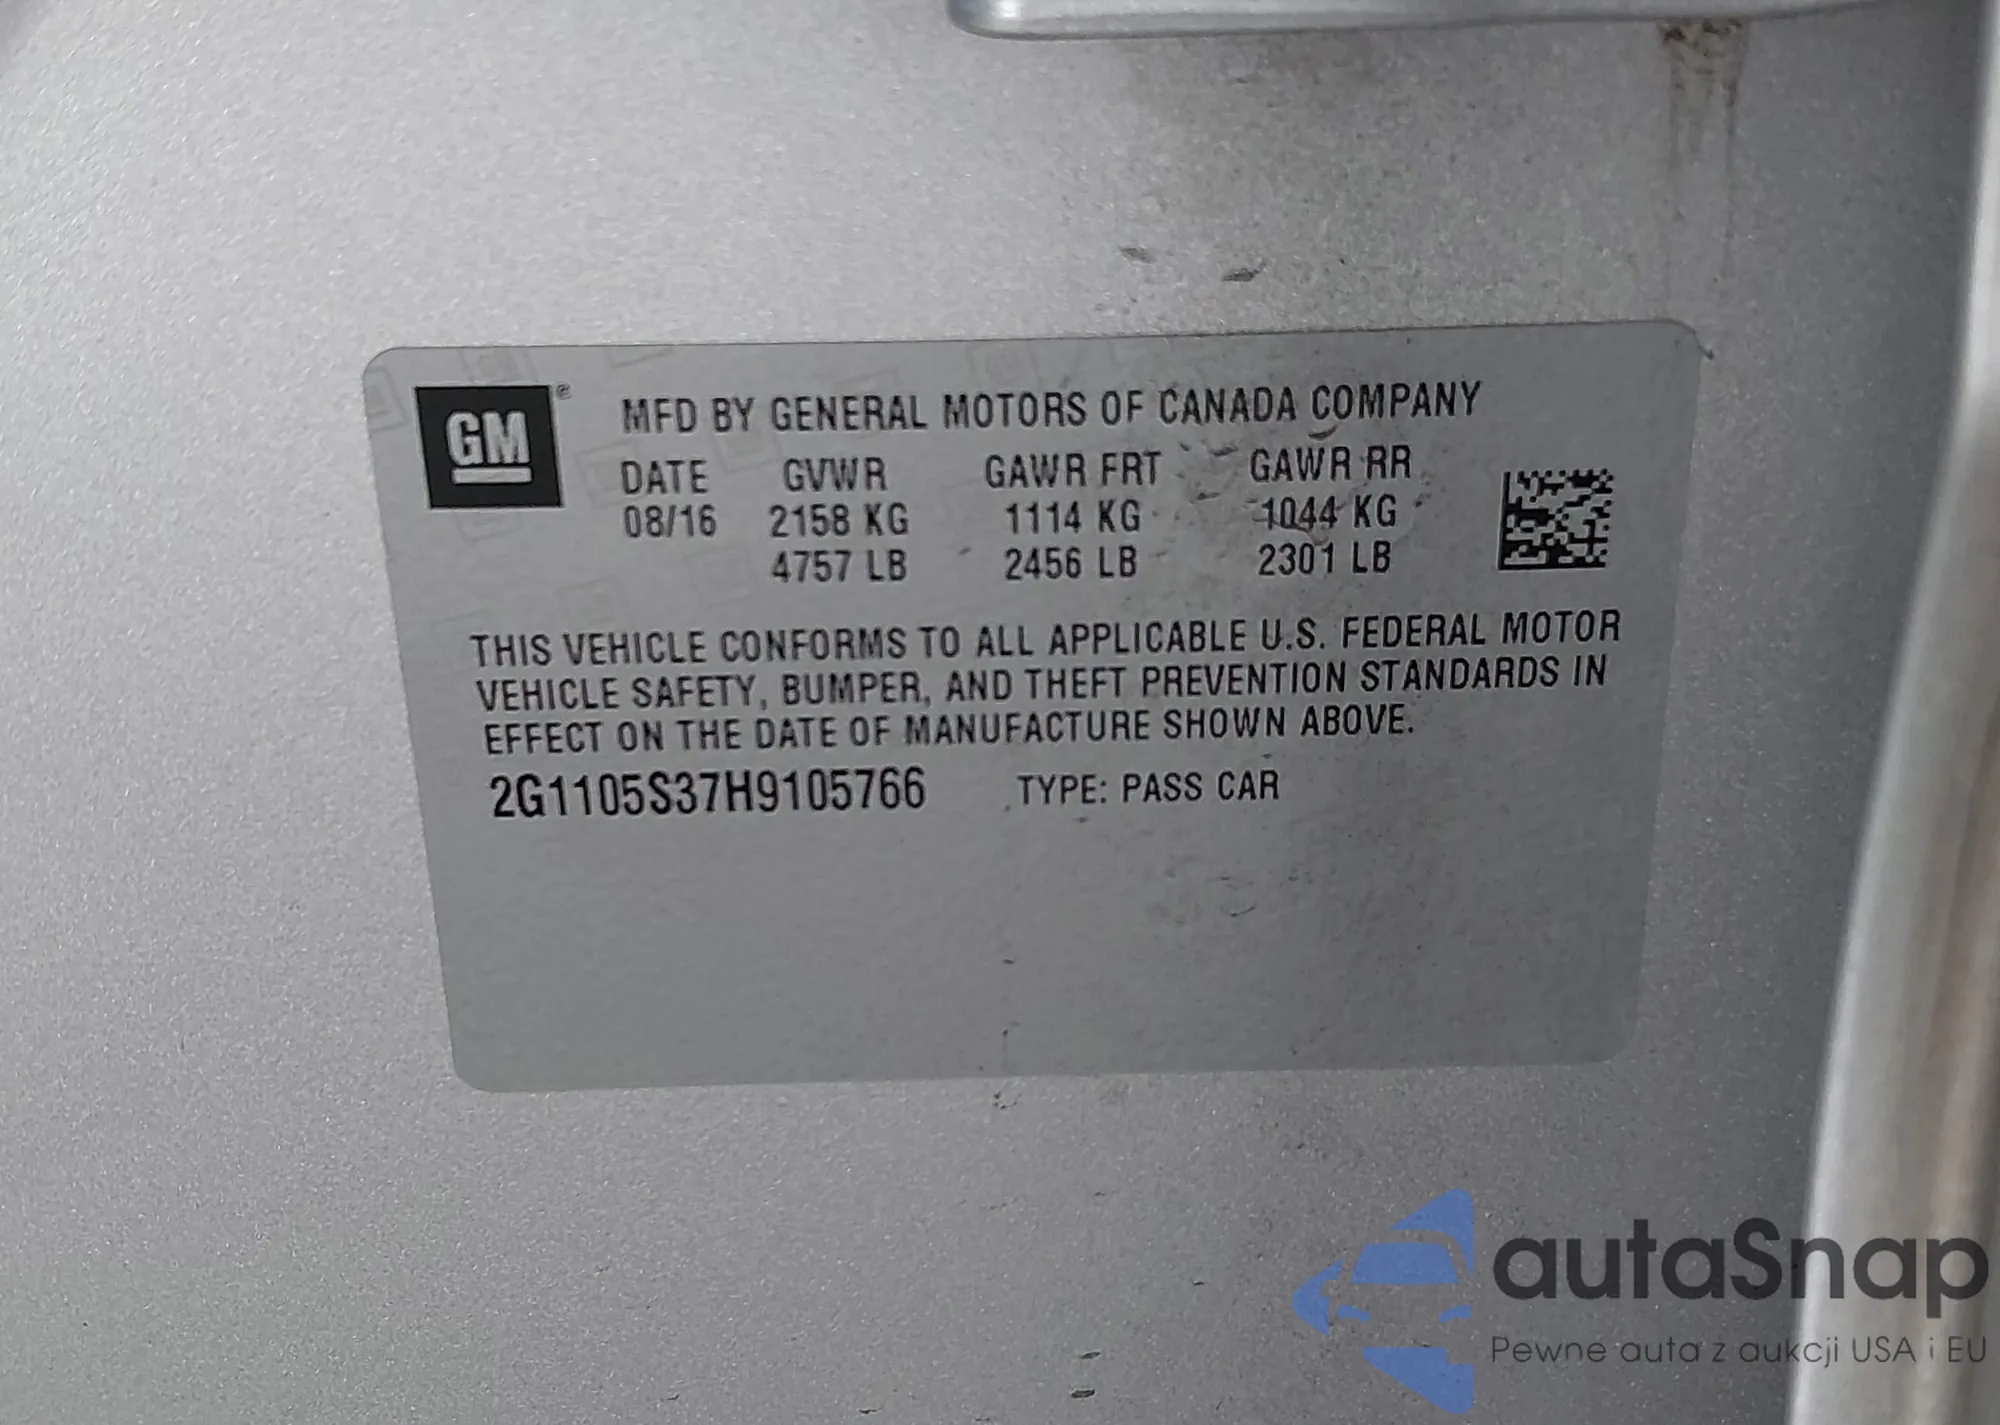 GM ®
MFD BY GENERAL MOTORS OF CANADA COMPANY
DATE GVWR GAWR FRT GAWR RR
08/16 2158 KG 1114 KG 1044 KG
4757 LB 2456 LB 2301 LB
THIS VEHICLE CONFORMS TO ALL APPLICABLE U.S. FEDERAL MOTOR
VEHICLE SAFETY, BUMPER, AND THEFT PREVENTION STANDARDS IN
EFFECT ON THE DATE OF MANUFACTURE SHOWN ABOVE.
2G1105S37H9105766 TYPE: PASS CAR
autaSnap
Pewne auta z aukcji USA i EU